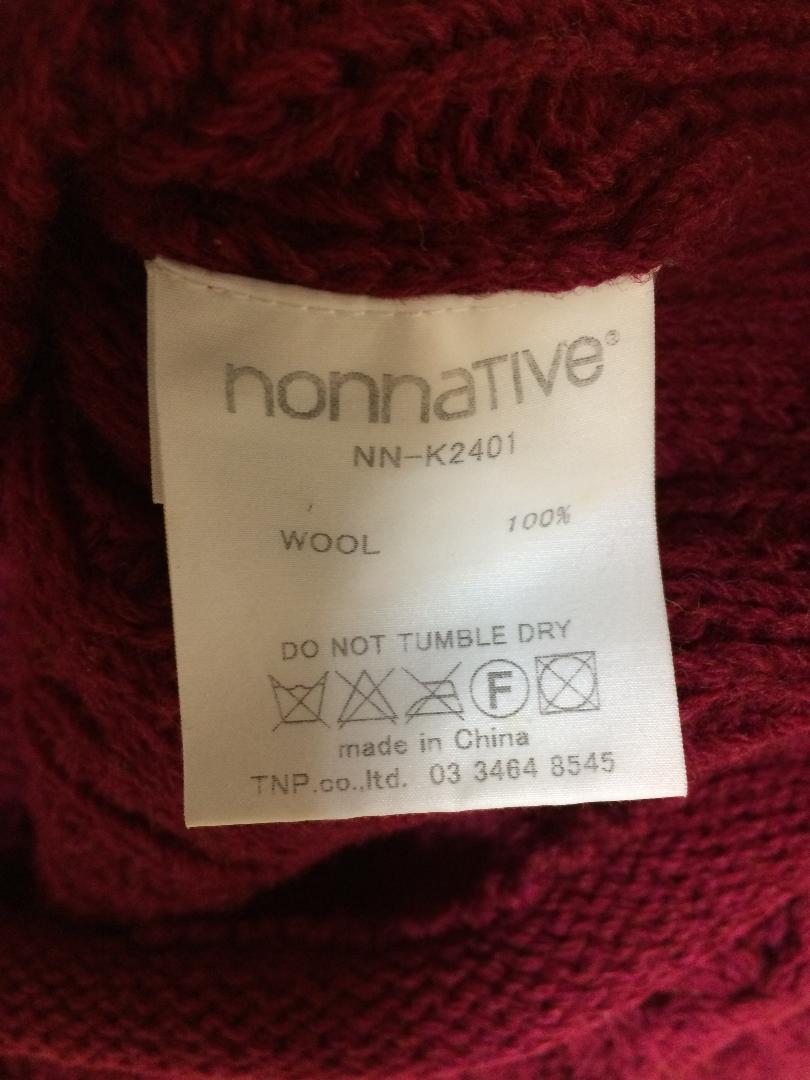 nonnaTIVe®
NN-K2401
WOOL 100%
DO NOT TUMBLE DRY
F
made in China
TNP.co.,ltd. 03 3464 8545